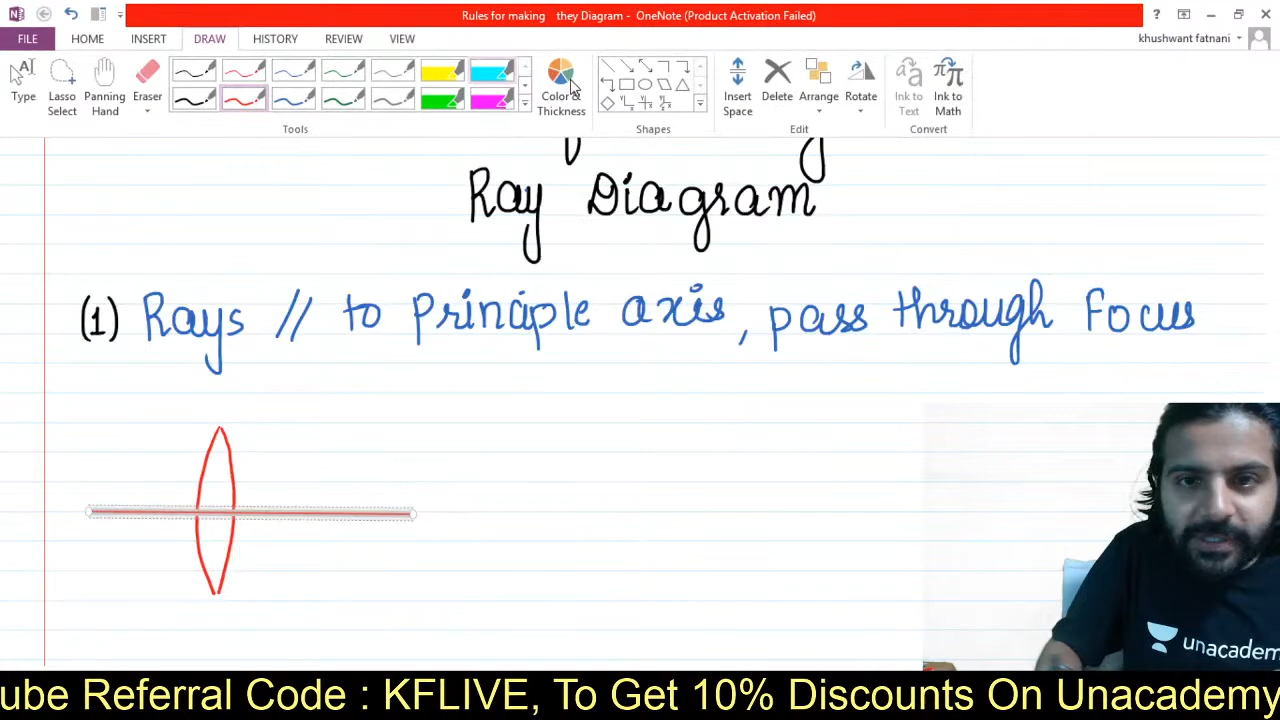 Rules for making they Diagram - OneNote (Product Activation Failed)
FILE HOME INSERT DRAW HISTORY REVIEW VIEW
khushwant fatnani
Type
Lasso Select
Panning Hand
Eraser
Color & Thickness
Insert Space
Delete
Arrange
Rotate
Ink to Text
Ink to Math
Tools
Shapes
Edit
Convert
Ray Diagram
(1) Rays // to Principle axis, pass through Focus
unacadem
ube Referral Code : KFLIVE, To Get 10% Discounts On Unacademy